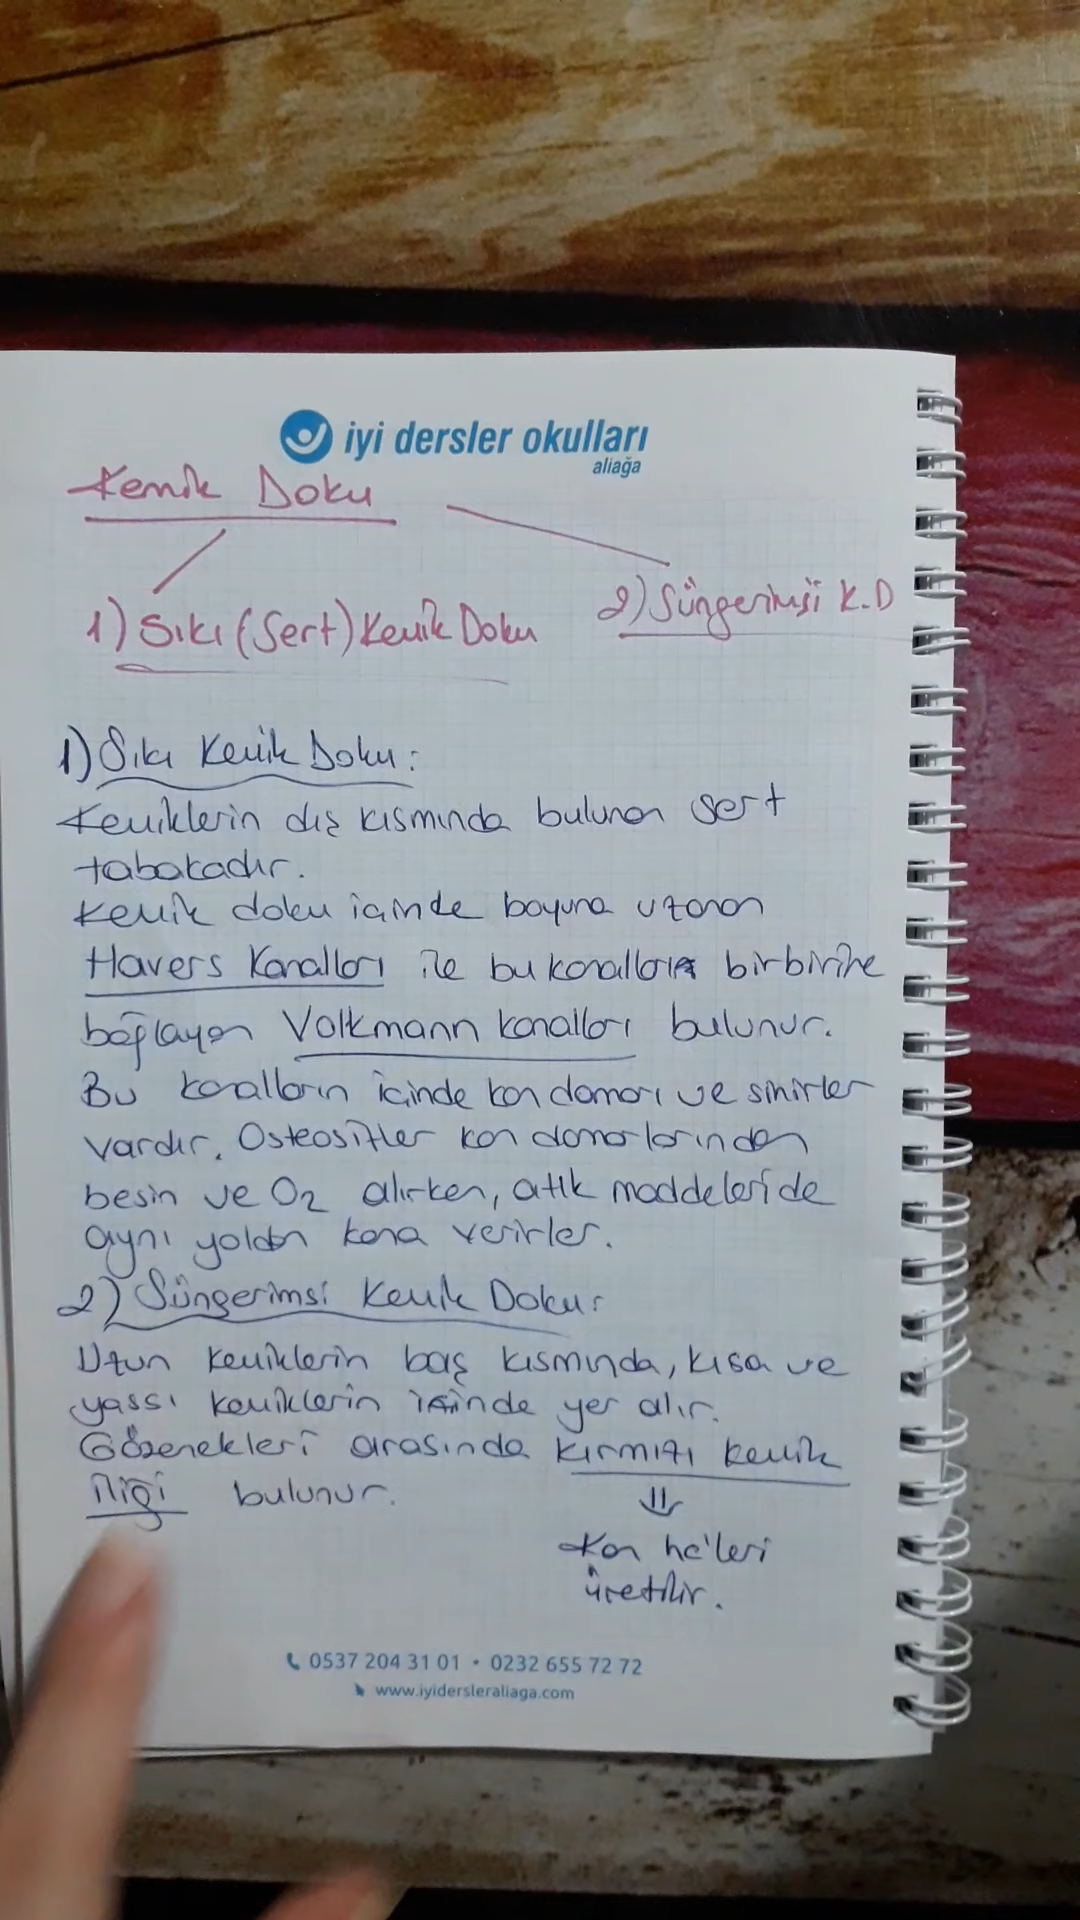 iyi dersler okulları
aliağa
Kemik Doku
1) Sıkı (Sert) Kemik Doku
2) Süngerimsi K.D
1) Sıkı Kemik Doku:
Kemiklerin dış kısmında bulunan sert
tabakadır.
Kemik doku içinde boyuna uzanan
Havers Kanalları ile bu kanalları birbirine
bağlayan Volkmann kanalları bulunur.
Bu kanalların içinde kan damarı ve sinirler
vardır. Osteositler kan damarlarından
besin ve O2 alırken, atık maddeleri de
aynı yoldan kana verirler.
2) Süngerimsi Kemik Doku:
Uzun kemiklerin baş kısmında, kısa ve
yassı kemiklerin içinde yer alır.
Gözenekleri arasında kırmızı kemik
iliği bulunur.
⇓
Kan hc'leri
üretilir.
0537 204 31 01 • 0232 655 72 72
www.iyidersleraliaga.com